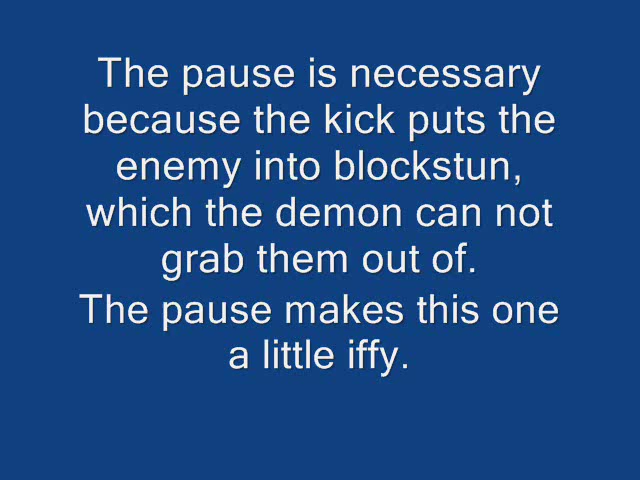 The pause is necessary
because the kick puts the
enemy into blockstun,
which the demon can not
grab them out of.
The pause makes this one
a little iffy.